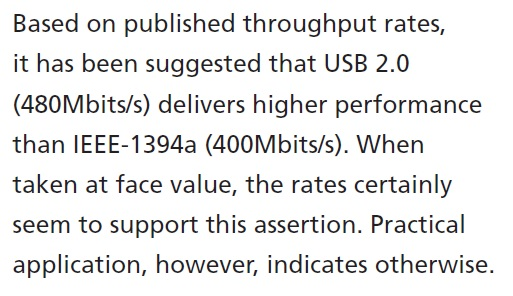 Based on published throughput rates,
it has been suggested that USB 2.0
(480Mbits/s) delivers higher performance
than IEEE-1394a (400Mbits/s). When
taken at face value, the rates certainly
seem to support this assertion. Practical
application, however, indicates otherwise.